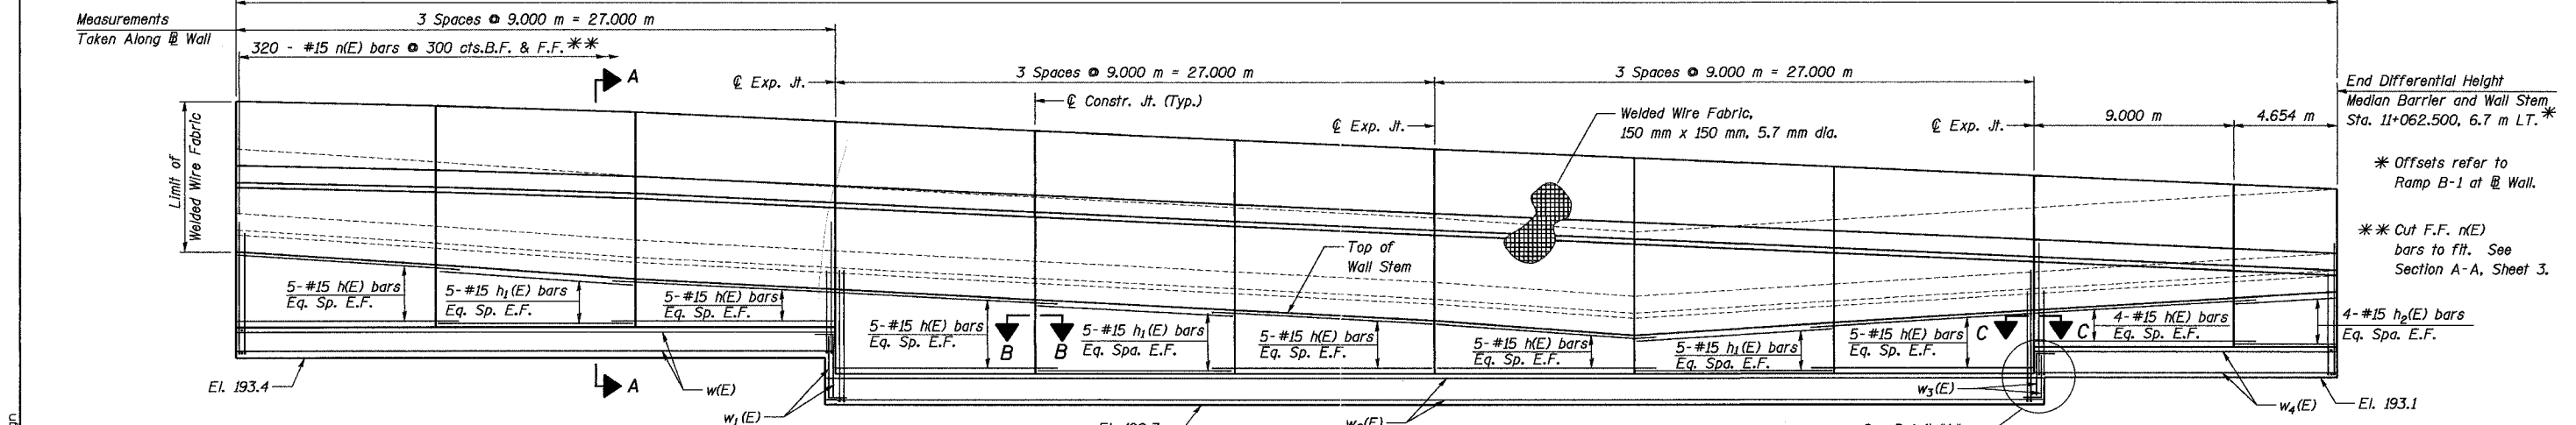 Measurements
Taken Along ℄ Wall
3 Spaces @ 9.000 m = 27.000 m
320 - #15 n(E) bars @ 300 cts.B.F. & F.F.**
A
℄ Exp. Jt.
3 Spaces @ 9.000 m = 27.000 m
3 Spaces @ 9.000 m = 27.000 m
℄ Constr. Jt. (Typ.)
℄ Exp. Jt.
Welded Wire Fabric,
150 mm x 150 mm, 5.7 mm dia.
℄ Exp. Jt.
9.000 m
4.654 m
End Differential Height
Median Barrier and Wall Stem
Sta. 11+062.500, 6.7 m LT.*
* Offsets refer to
Ramp B-1 at ℄ Wall.
** Cut F.F. n(E)
bars to fit. See
Section A-A, Sheet 3.
Limit of
Welded Wire Fabric
Top of
Wall Stem
5-#15 h(E) bars
Eq. Sp. E.F.
5-#15 h₁(E) bars
Eq. Sp. E.F.
5-#15 h(E) bars
Eq. Sp. E.F.
5-#15 h(E) bars
Eq. Sp. E.F.
B
B
5-#15 h₁(E) bars
Eq. Spa. E.F.
5-#15 h(E) bars
Eq. Sp. E.F.
5-#15 h(E) bars
Eq. Sp. E.F.
5-#15 h₁(E) bars
Eq. Spa. E.F.
5-#15 h(E) bars
Eq. Sp. E.F.
C
C
4-#15 h(E) bars
Eq. Sp. E.F.
4-#15 h₂(E) bars
Eq. Spa. E.F.
El. 193.4
A
w(E)
w₁(E)
w₃(E)
w₄(E)
El. 193.1